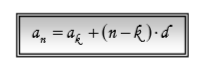 aₙ = aₖ + (n − k) · d